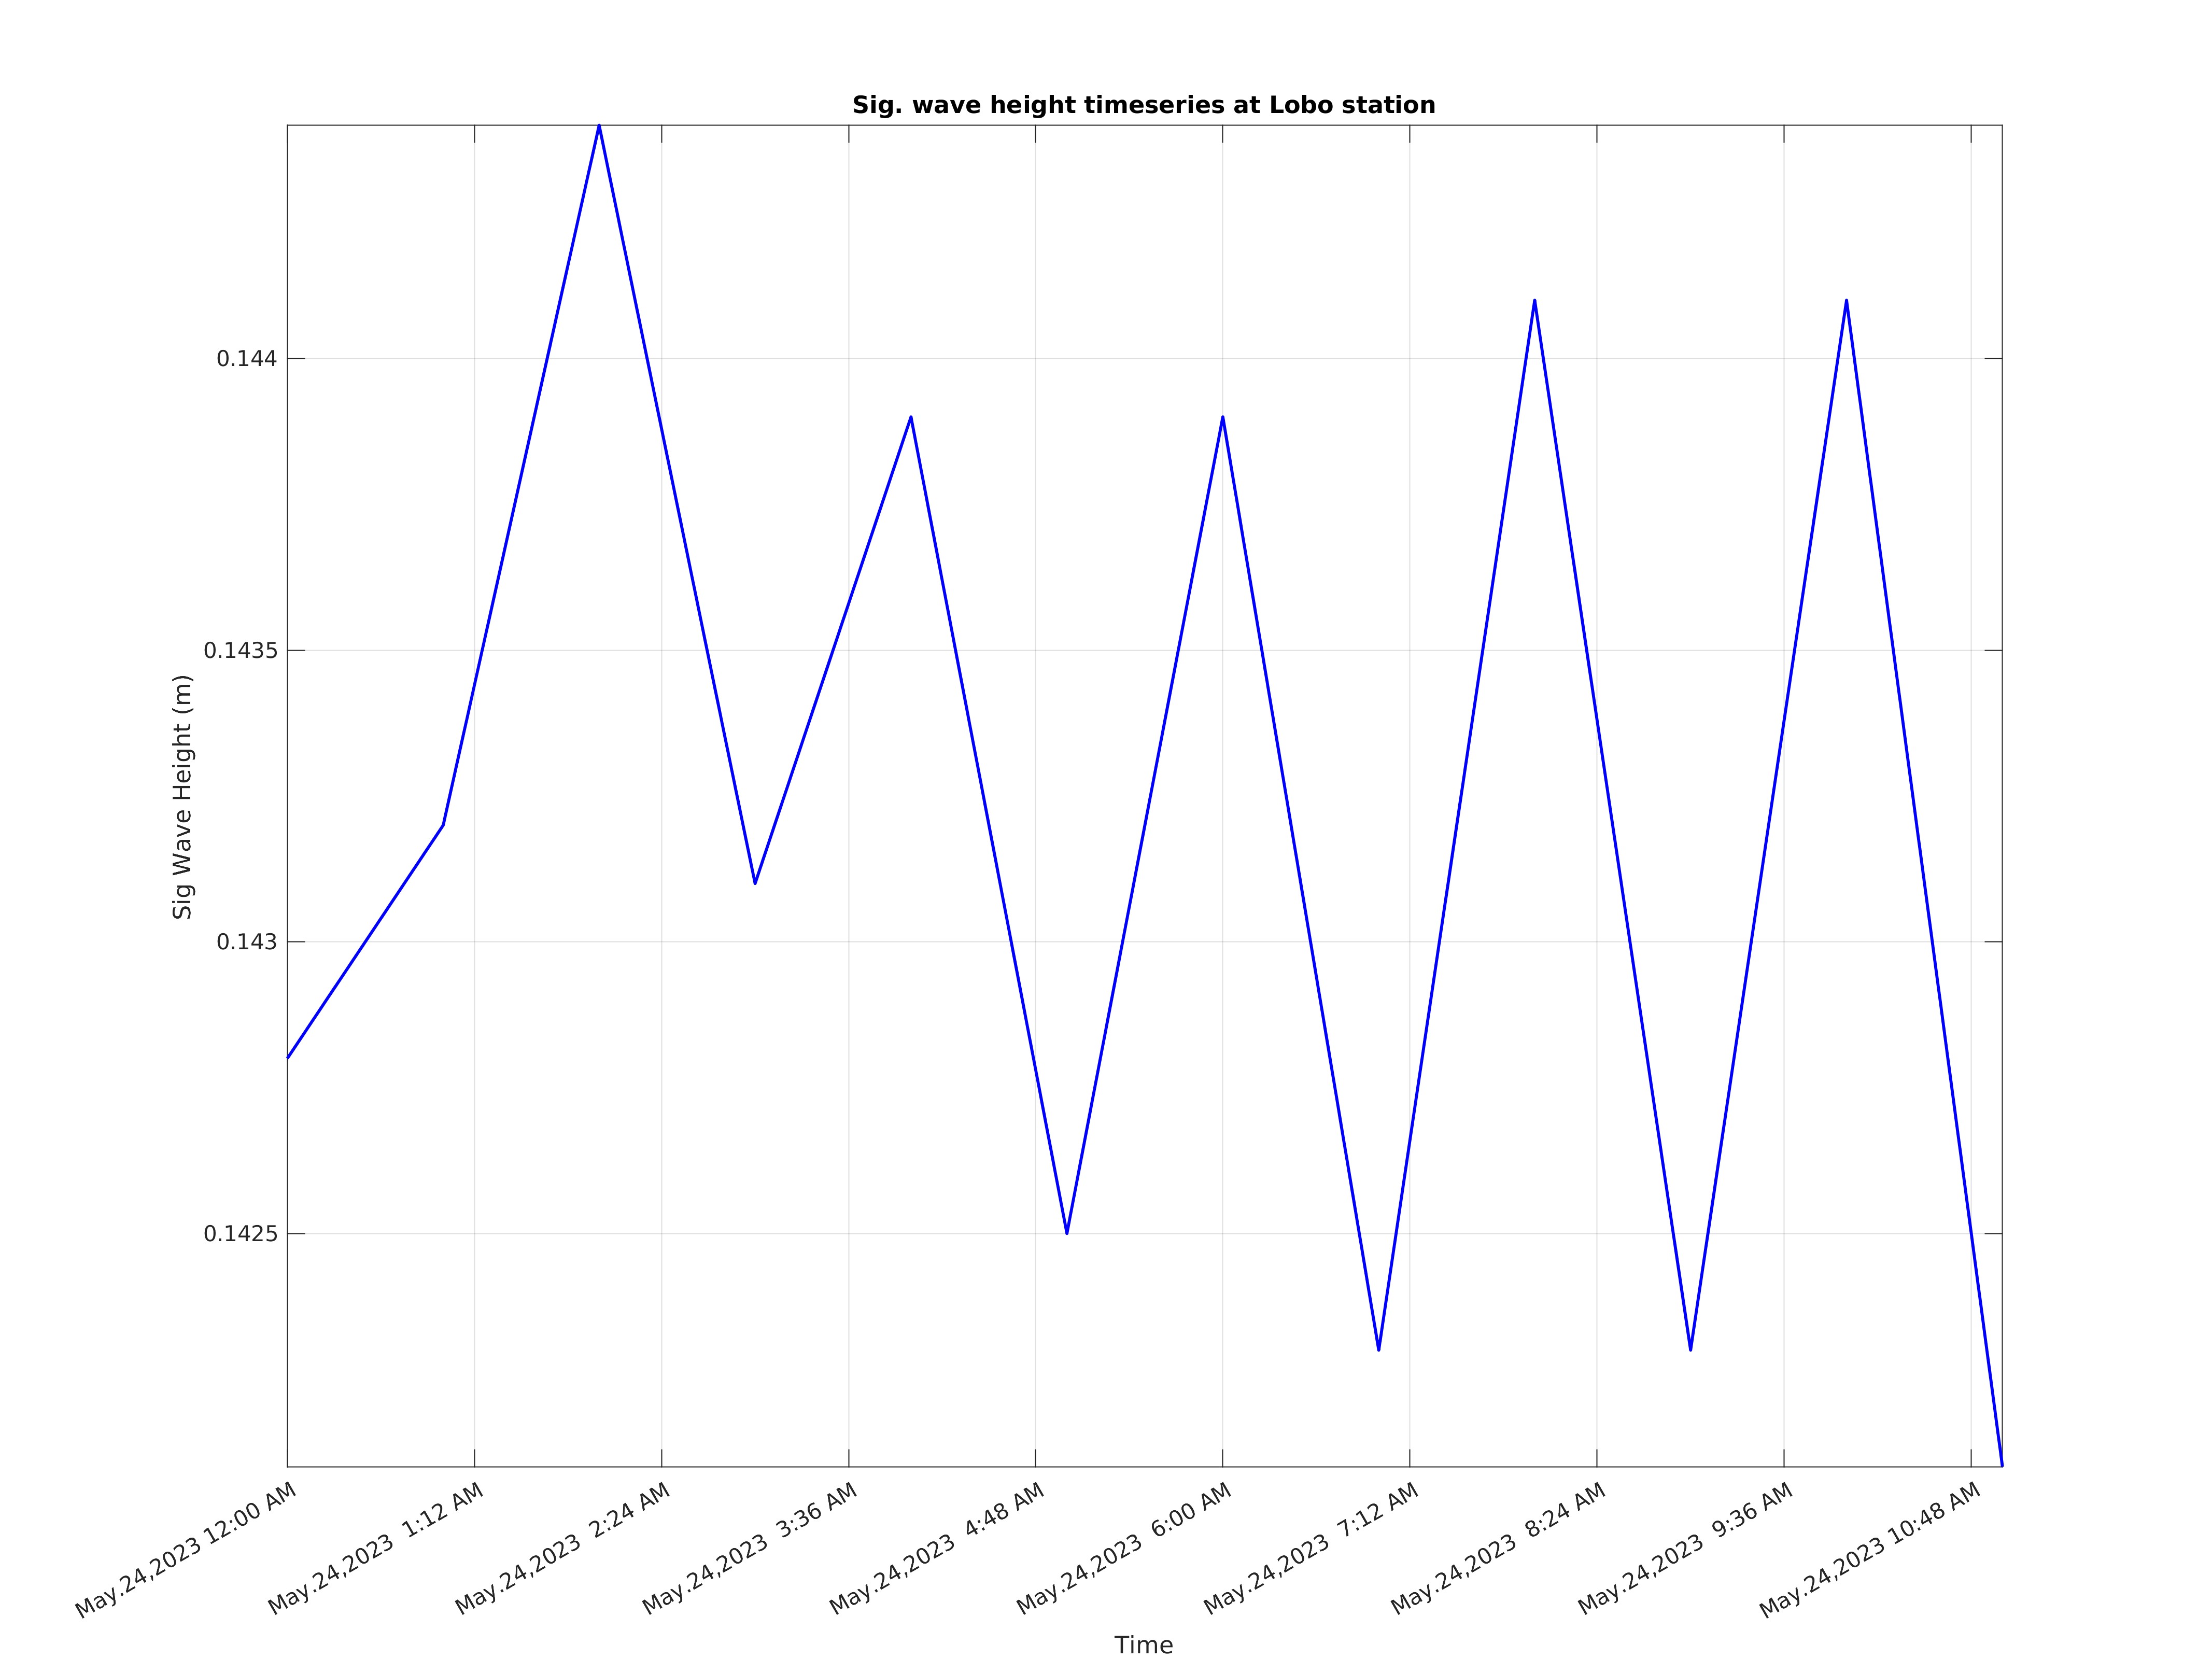 Sig. wave height timeseries at Lobo station
0.144
0.1435
0.143
0.1425
Sig Wave Height (m)
May.24,2023 12:00 AM
May.24,2023  1:12 AM
May.24,2023  2:24 AM
May.24,2023  3:36 AM
May.24,2023  4:48 AM
May.24,2023  6:00 AM
May.24,2023  7:12 AM
May.24,2023  8:24 AM
May.24,2023  9:36 AM
May.24,2023 10:48 AM
Time